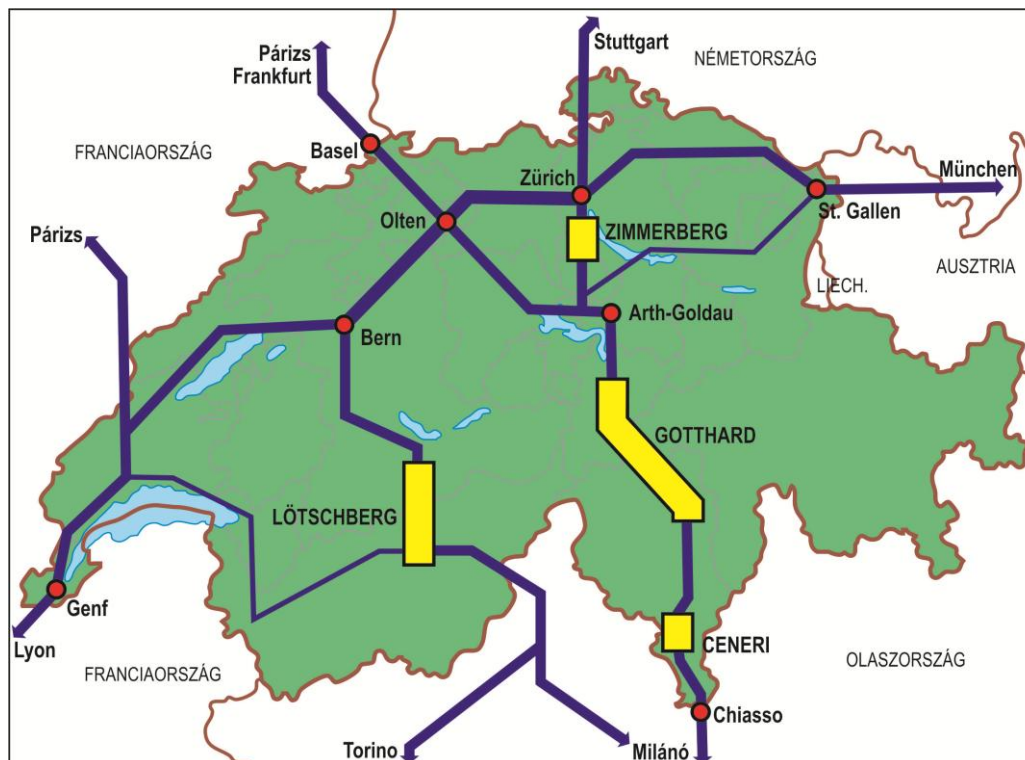 Párizs
Frankfurt
Stuttgart
NÉMETORSZÁG
FRANCIAORSZÁG
Basel
München
Zürich
St. Gallen
Olten
ZIMMERBERG
Párizs
AUSZTRIA
LIECH.
Arth-Goldau
Bern
GOTTHARD
LÖTSCHBERG
Genf
Lyon
CENERI
OLASZORSZÁG
FRANCIAORSZÁG
Chiasso
Torino
Milánó